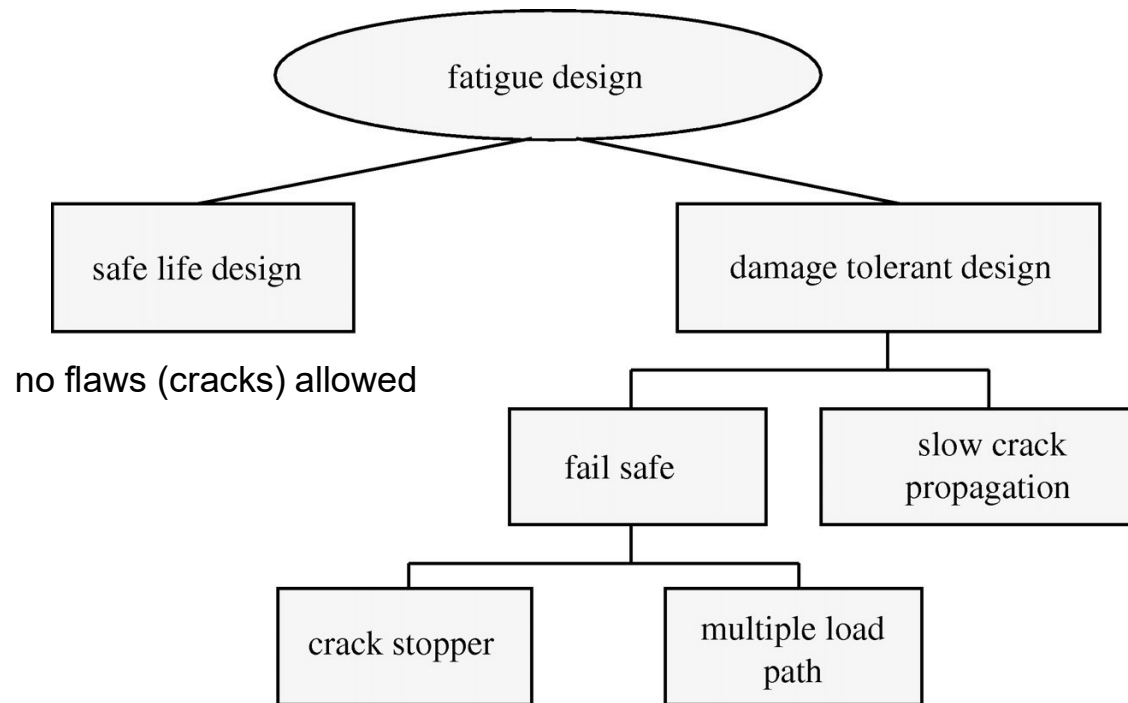 fatigue design
safe life design
damage tolerant design
no flaws (cracks) allowed
fail safe
slow crack
propagation
crack stopper
multiple load
path